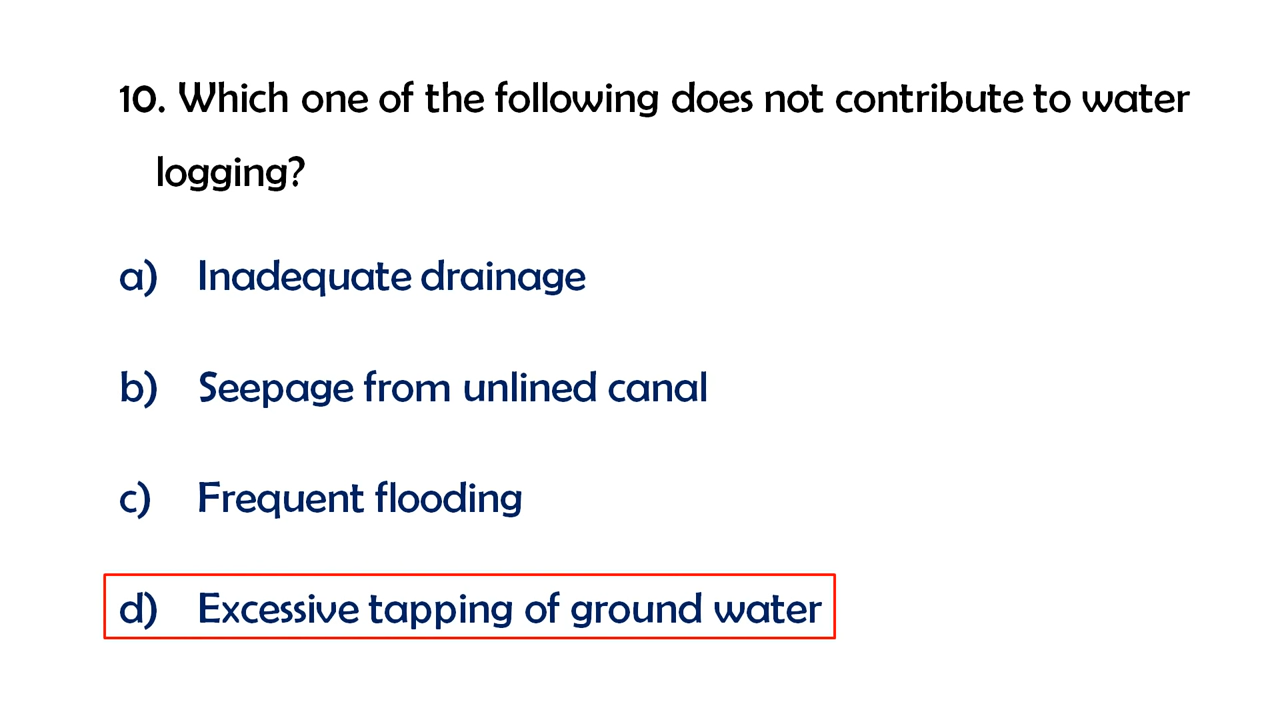 10. Which one of the following does not contribute to water
logging?
a) Inadequate drainage
b) Seepage from unlined canal
c) Frequent flooding
d) Excessive tapping of ground water